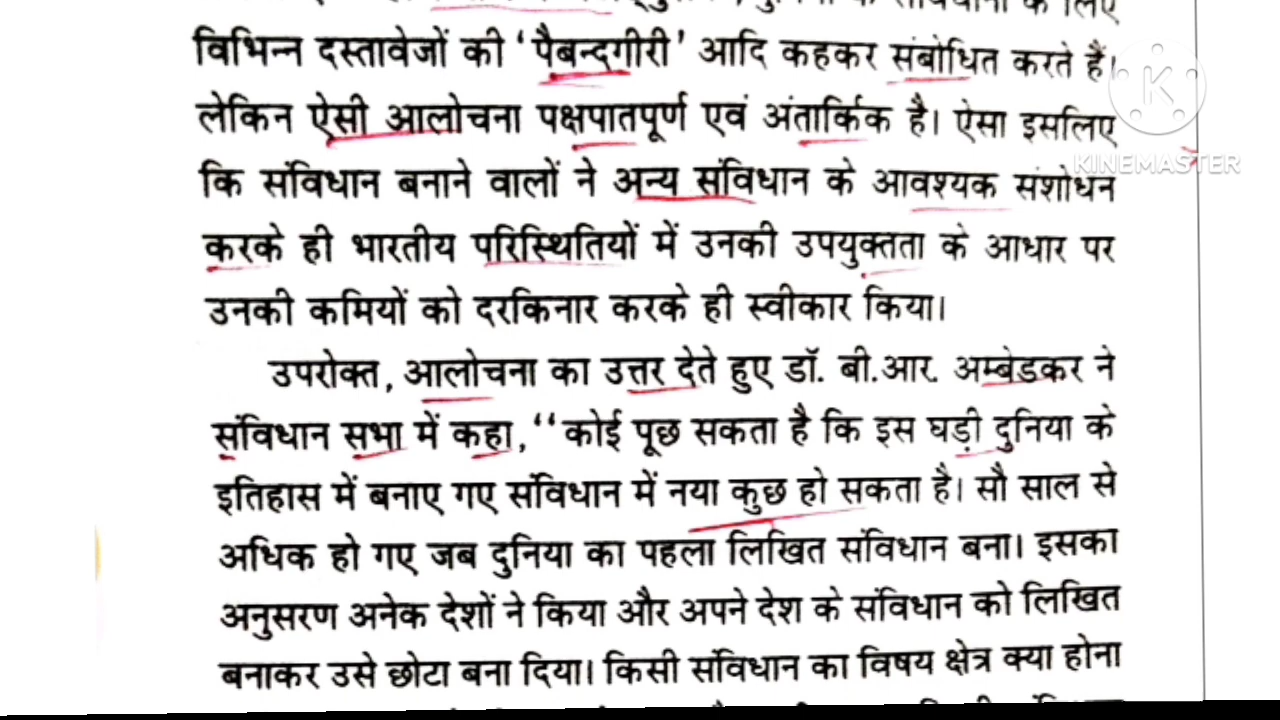 विभिन्न दस्तावेजों की ‘पैबन्दगीरी’ आदि कहकर संबोधित करते हैं।
लेकिन ऐसी आलोचना पक्षपातपूर्ण एवं अंतार्किक है। ऐसा इसलिए
KINEMASTER
कि संविधान बनाने वालों ने अन्य संविधान के आवश्यक संशोधन
करके ही भारतीय परिस्थितियों में उनकी उपयुक्तता के आधार पर
उनकी कमियों को दरकिनार करके ही स्वीकार किया।
उपरोक्त, आलोचना का उत्तर देते हुए डॉ. बी.आर. अम्बेडकर ने
संविधान सभा में कहा, ‘‘कोई पूछ सकता है कि इस घड़ी दुनिया के
इतिहास में बनाए गए संविधान में नया कुछ हो सकता है। सौ साल से
अधिक हो गए जब दुनिया का पहला लिखित संविधान बना। इसका
अनुसरण अनेक देशों ने किया और अपने देश के संविधान को लिखित
बनाकर उसे छोटा बना दिया। किसी संविधान का विषय क्षेत्र क्या होना